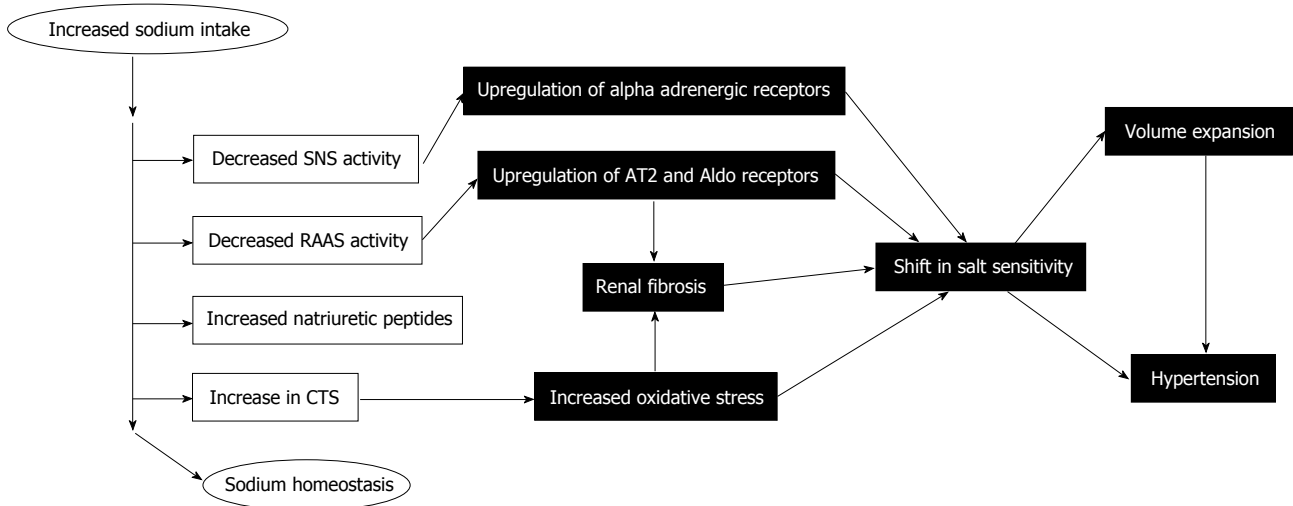 Increased sodium intake
Upregulation of alpha adrenergic receptors
Volume expansion
Decreased SNS activity
Upregulation of AT2 and Aldo receptors
Decreased RAAS activity
Shift in salt sensitivity
Renal fibrosis
Increased natriuretic peptides
Hypertension
Increase in CTS
Increased oxidative stress
Sodium homeostasis